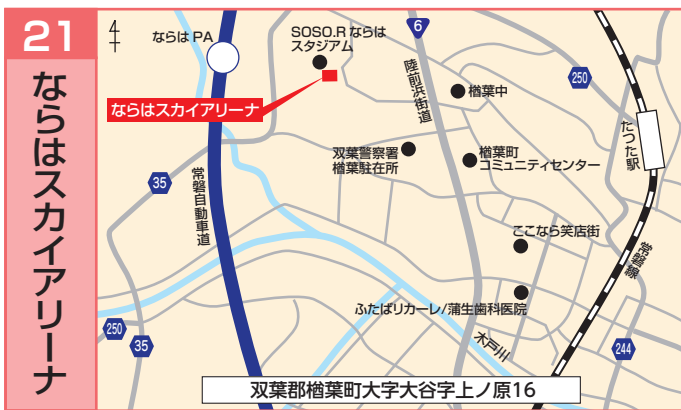 21
ならはスカイアリーナ
4
ならは PA
SOSO.R ならは
スタジアム
6
陸前浜街道
楢葉中
250
たつた駅
ならはスカイアリーナ
双葉警察署
楢葉駐在所
楢葉町
コミュニティセンター
35
常磐自動車道
ここなら笑店街
常磐線
ふたばリカーレ/蒲生歯科医院
木戸川
250
35
244
双葉郡楢葉町大字大谷字上ノ原16